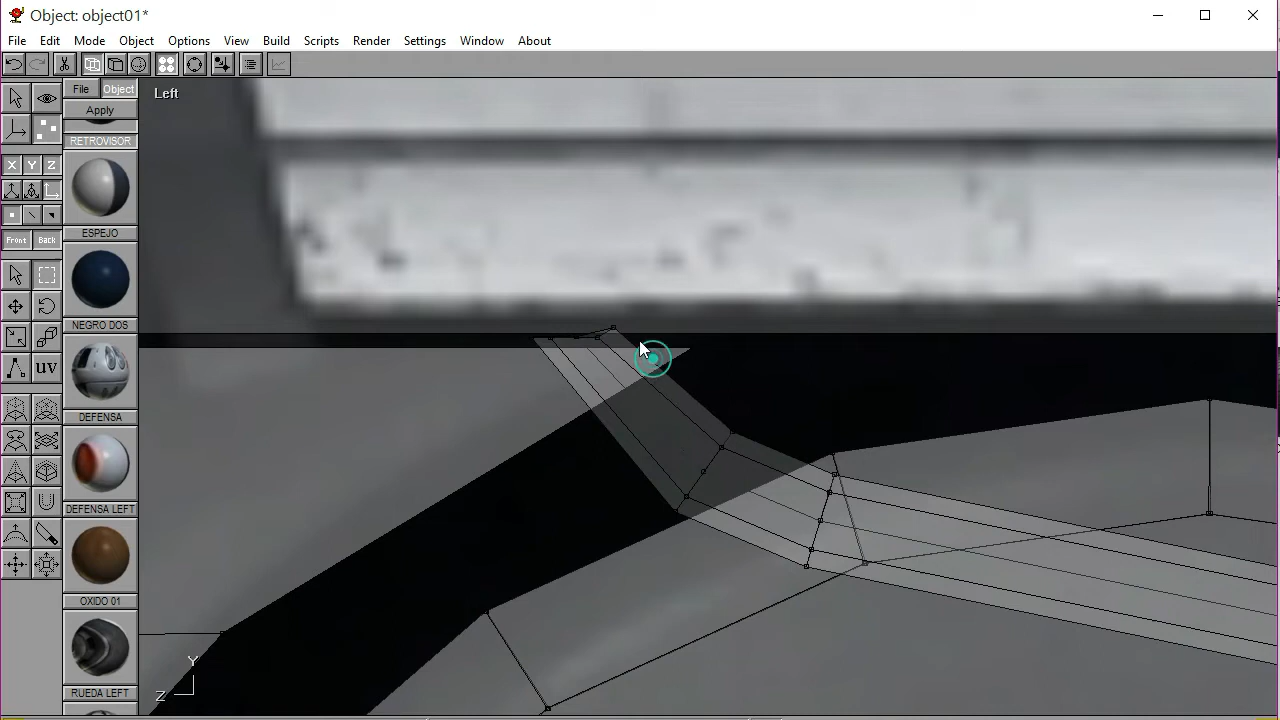 Object: object01*
File Edit Mode Object Options View Build Scripts Render Settings Window About
File Object
Apply
Left
RETROVISOR
X Y Z
ESPEJO
Front Back
NEGRO DOS
uv
DEFENSA
DEFENSA LEFT
OXIDO 01
RUEDA LEFT
Y
Z